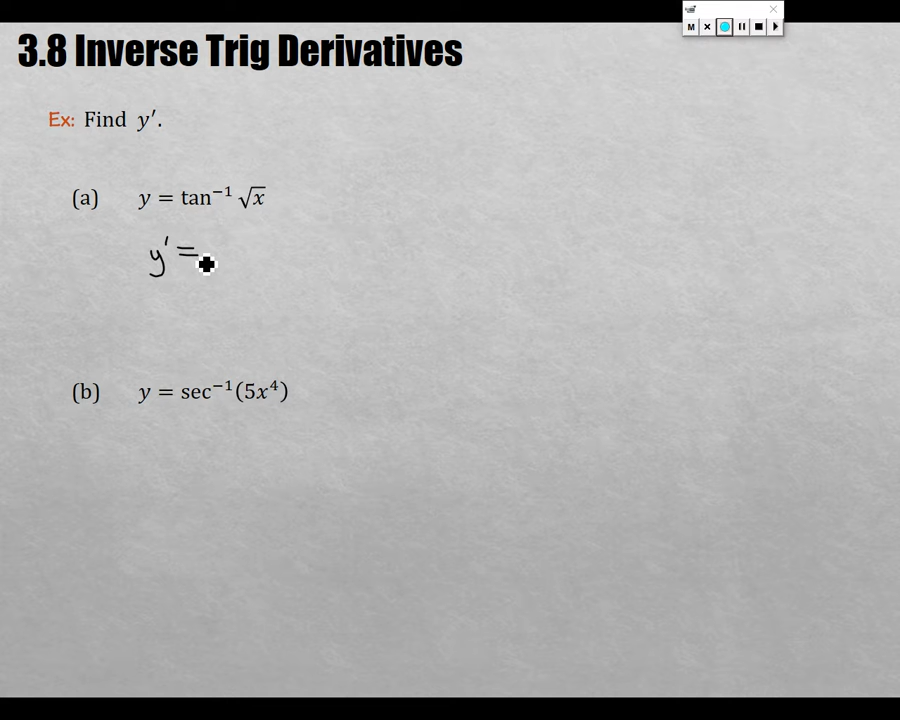 M
3.8 Inverse Trig Derivatives
Ex: Find y′.
(a) y = tan⁻¹ √x
y' =
(b) y = sec⁻¹(5x⁴)